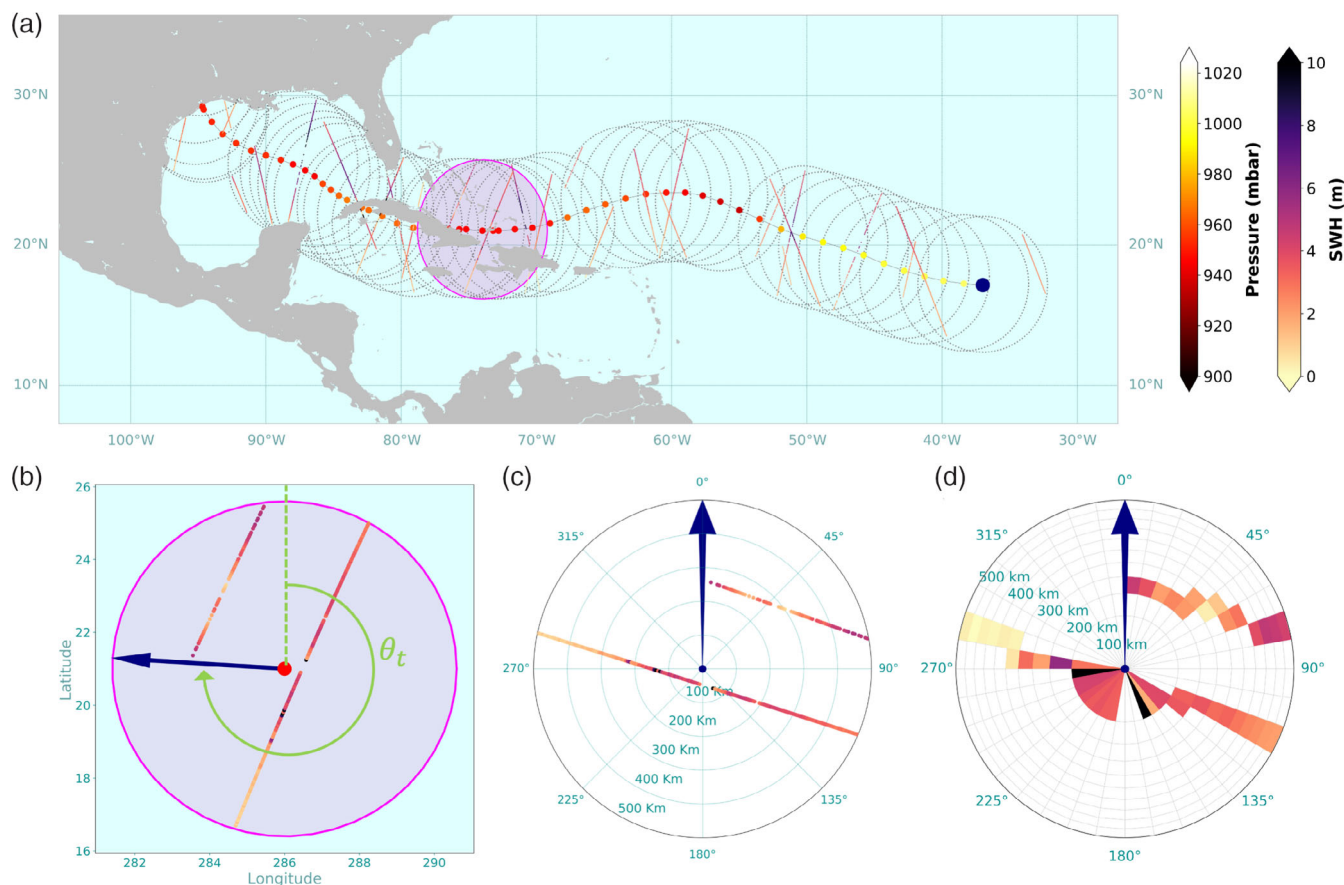 (a)
30°N
20°N
10°N
30°N
20°N
10°N
100°W
90°W
80°W
70°W
60°W
50°W
40°W
30°W
1020
1000
980
960
940
920
900
Pressure (mbar)
10
8
6
4
2
0
SWH (m)
(b)
26
24
22
20
18
16
Latitude
282
284
286
288
290
Longitude
θt
(c)
0°
45°
90°
135°
180°
225°
270°
315°
100 Km
200 Km
300 Km
400 Km
500 Km
(d)
0°
45°
90°
135°
180°
225°
270°
315°
500 km
400 km
300 km
200 km
100 km